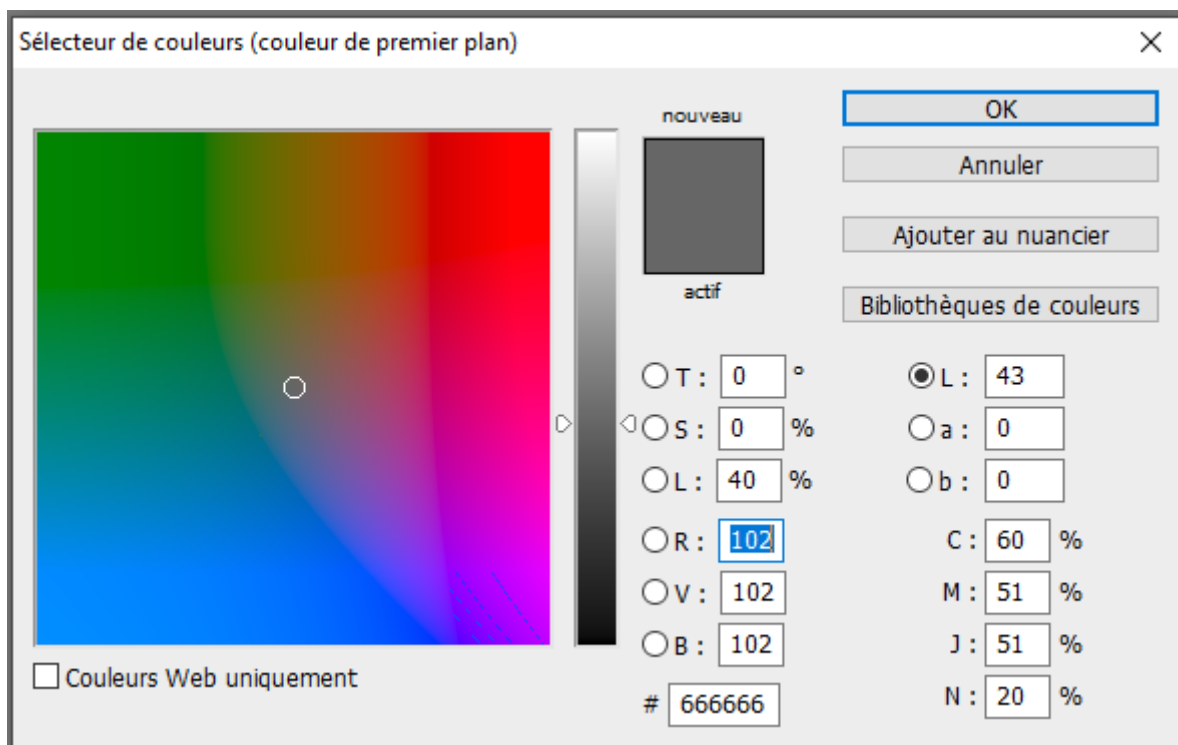 Sélecteur de couleurs (couleur de premier plan)
nouveau
actif
OK
Annuler
Ajouter au nuancier
Bibliothèques de couleurs
T : 0 ° L : 43
S : 0 % a : 0
L : 40 % b : 0
R : 102 C : 60 %
V : 102 M : 51 %
B : 102 J : 51 %
# 666666 N : 20 %
Couleurs Web uniquement